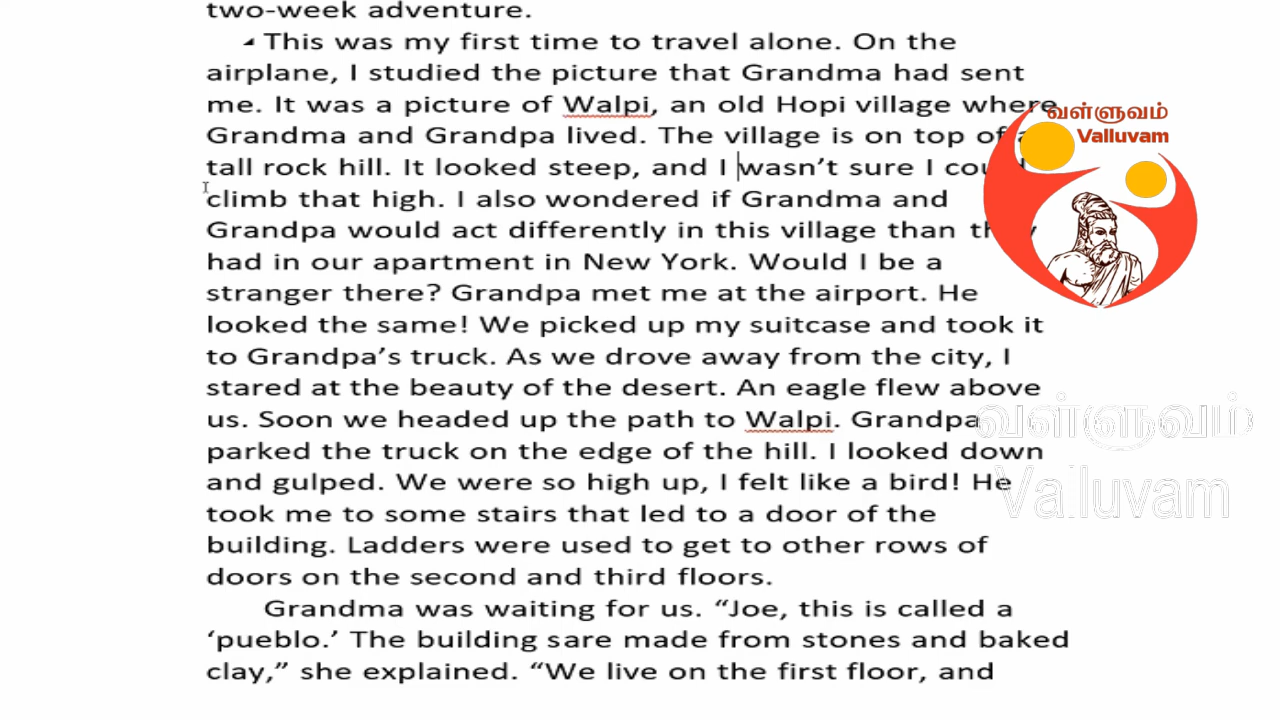 two-week adventure.
This was my first time to travel alone. On the
airplane, I studied the picture that Grandma had sent
me. It was a picture of Walpi, an old Hopi village where
Grandma and Grandpa lived. The village is on top of a
tall rock hill. It looked steep, and I wasn’t sure I could
climb that high. I also wondered if Grandma and
Grandpa would act differently in this village than they
had in our apartment in New York. Would I be a
stranger there? Grandpa met me at the airport. He
looked the same! We picked up my suitcase and took it
to Grandpa’s truck. As we drove away from the city, I
stared at the beauty of the desert. An eagle flew above
us. Soon we headed up the path to Walpi. Grandpa
parked the truck on the edge of the hill. I looked down
and gulped. We were so high up, I felt like a bird! He
took me to some stairs that led to a door of the
building. Ladders were used to get to other rows of
doors on the second and third floors.
Grandma was waiting for us. “Joe, this is called a
‘pueblo.’ The building sare made from stones and baked
clay,” she explained. “We live on the first floor, and
வள்ளுவம்
Valluvam
வள்ளுவம்
Valluvam